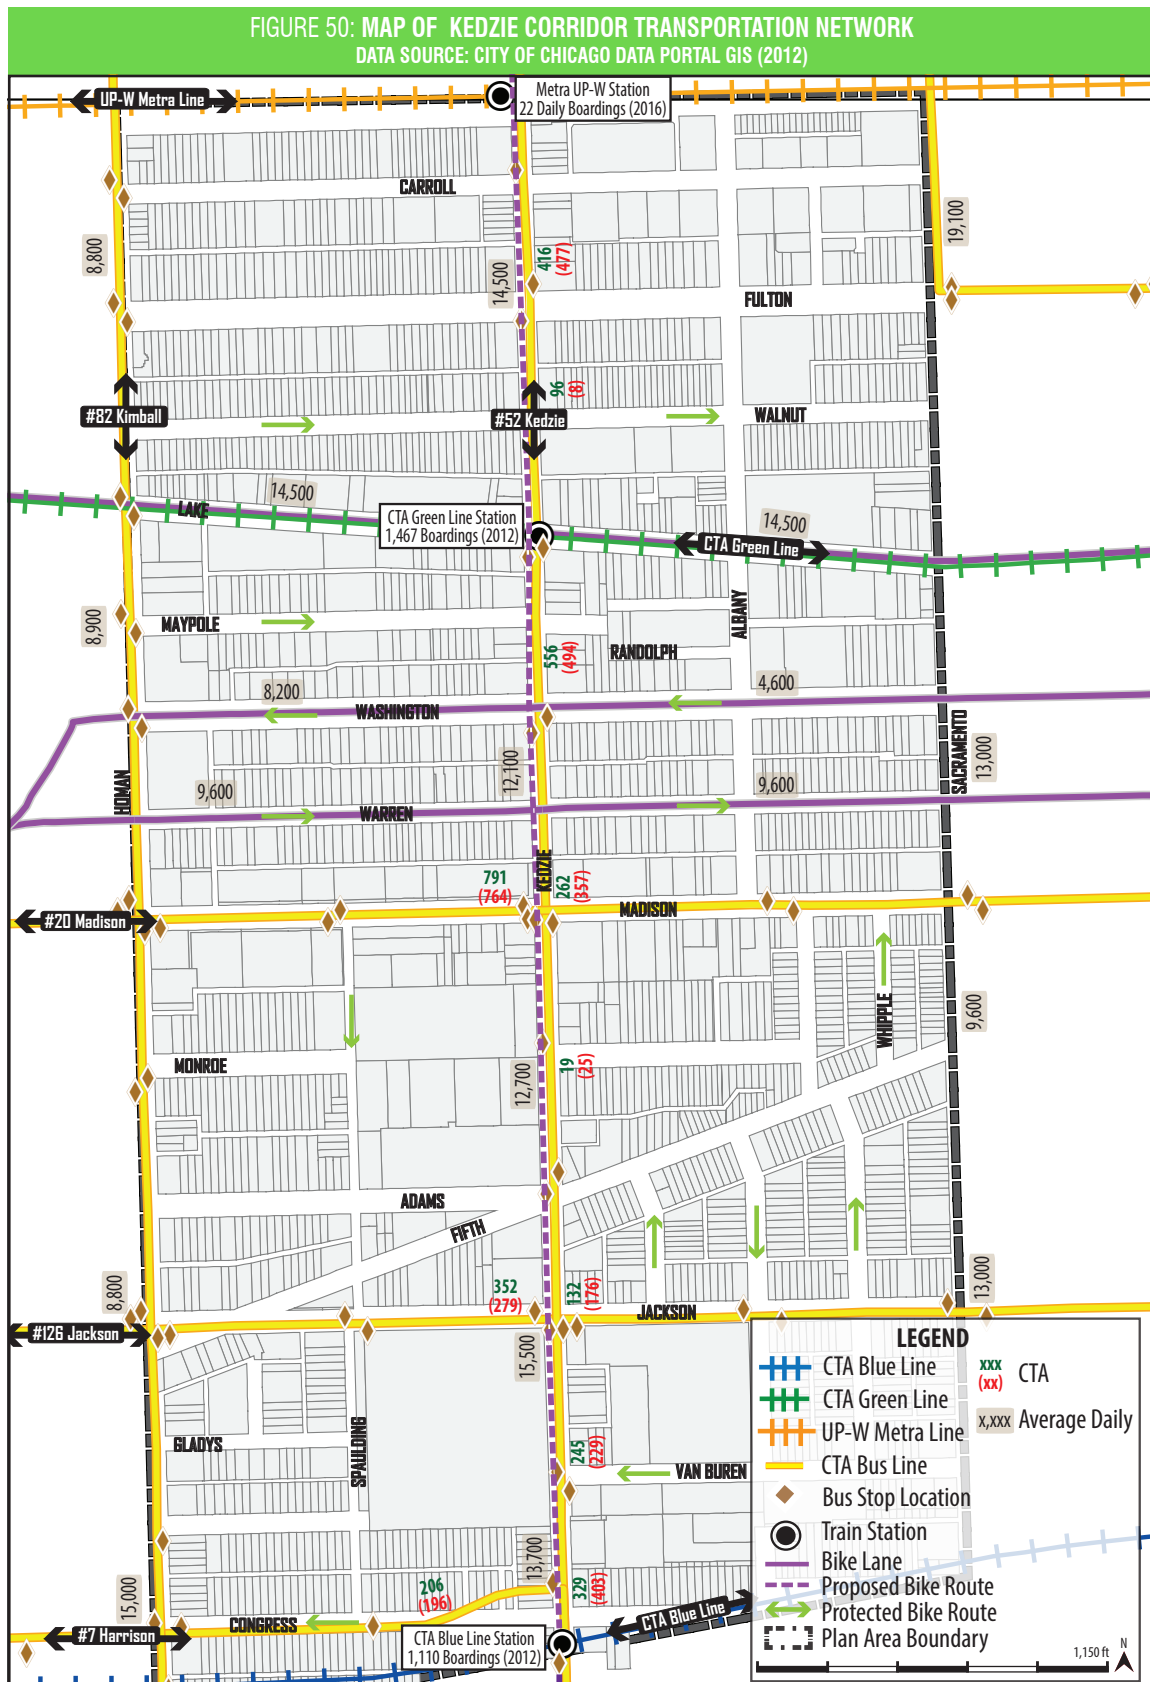 FIGURE 50: MAP OF KEDZIE CORRIDOR TRANSPORTATION NETWORK
DATA SOURCE: CITY OF CHICAGO DATA PORTAL GIS (2012)
UP-W Metra Line
Metra UP-W Station
22 Daily Boardings (2016)
CARROLL
8,800
19,100
416
(477)
14,500
FULTON
96
(8)
#82 Kimball
#52 Kedzie
WALNUT
14,500
LAKE
CTA Green Line Station
1,467 Boardings (2012)
14,500
CTA Green Line
8,900
MAYPOLE
ALBANY
556
(494)
RANDOLPH
8,200
4,600
WASHINGTON
HOMAN
9,600
12,100
9,600
SACRAMENTO
13,000
WARREN
KEDZIE
791
(764)
262
(357)
#20 Madison
MADISON
WHIPPLE
9,600
MONROE
12,700
19
(25)
ADAMS
FIFTH
8,800
352
(279)
132
(176)
13,000
#126 Jackson
JACKSON
15,500
GLADYS
SPAULDING
245
(229)
VAN BUREN
13,700
15,000
206
(196)
329
(403)
CONGRESS
#7 Harrison
CTA Blue Line
CTA Blue Line Station
1,110 Boardings (2012)
LEGEND
CTA Blue Line
CTA Green Line
UP-W Metra Line
CTA Bus Line
Bus Stop Location
Train Station
Bike Lane
Proposed Bike Route
Protected Bike Route
Plan Area Boundary
xxx
(xx)
CTA
x,xxx Average Daily
1,150 ft
N